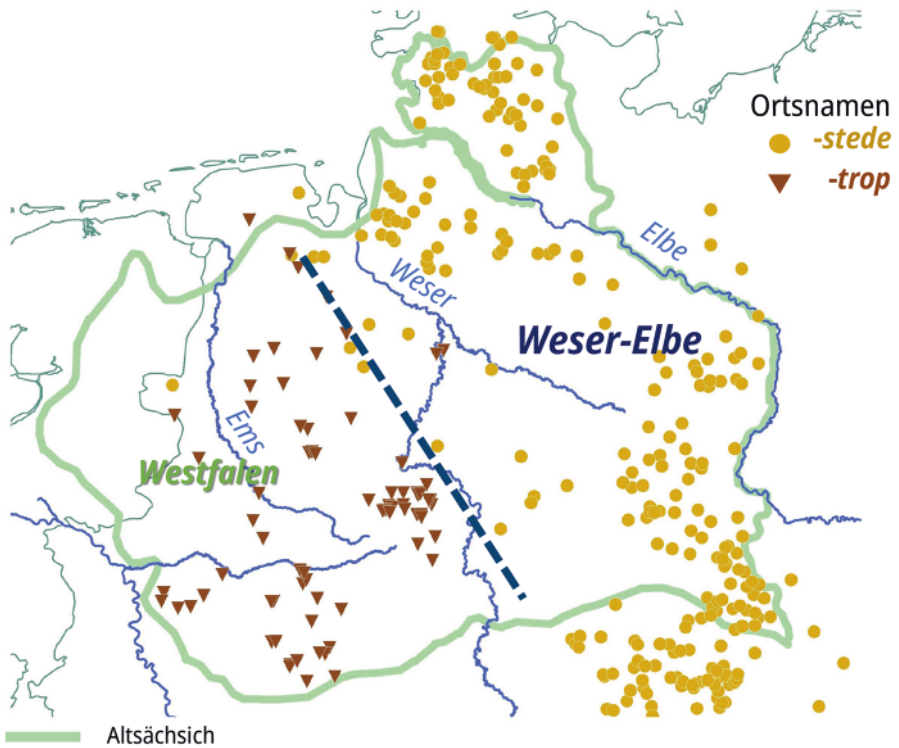 Ortsnamen
-stede
-trop
Elbe
Weser
Weser-Elbe
Ems
Westfalen
Altsächsich